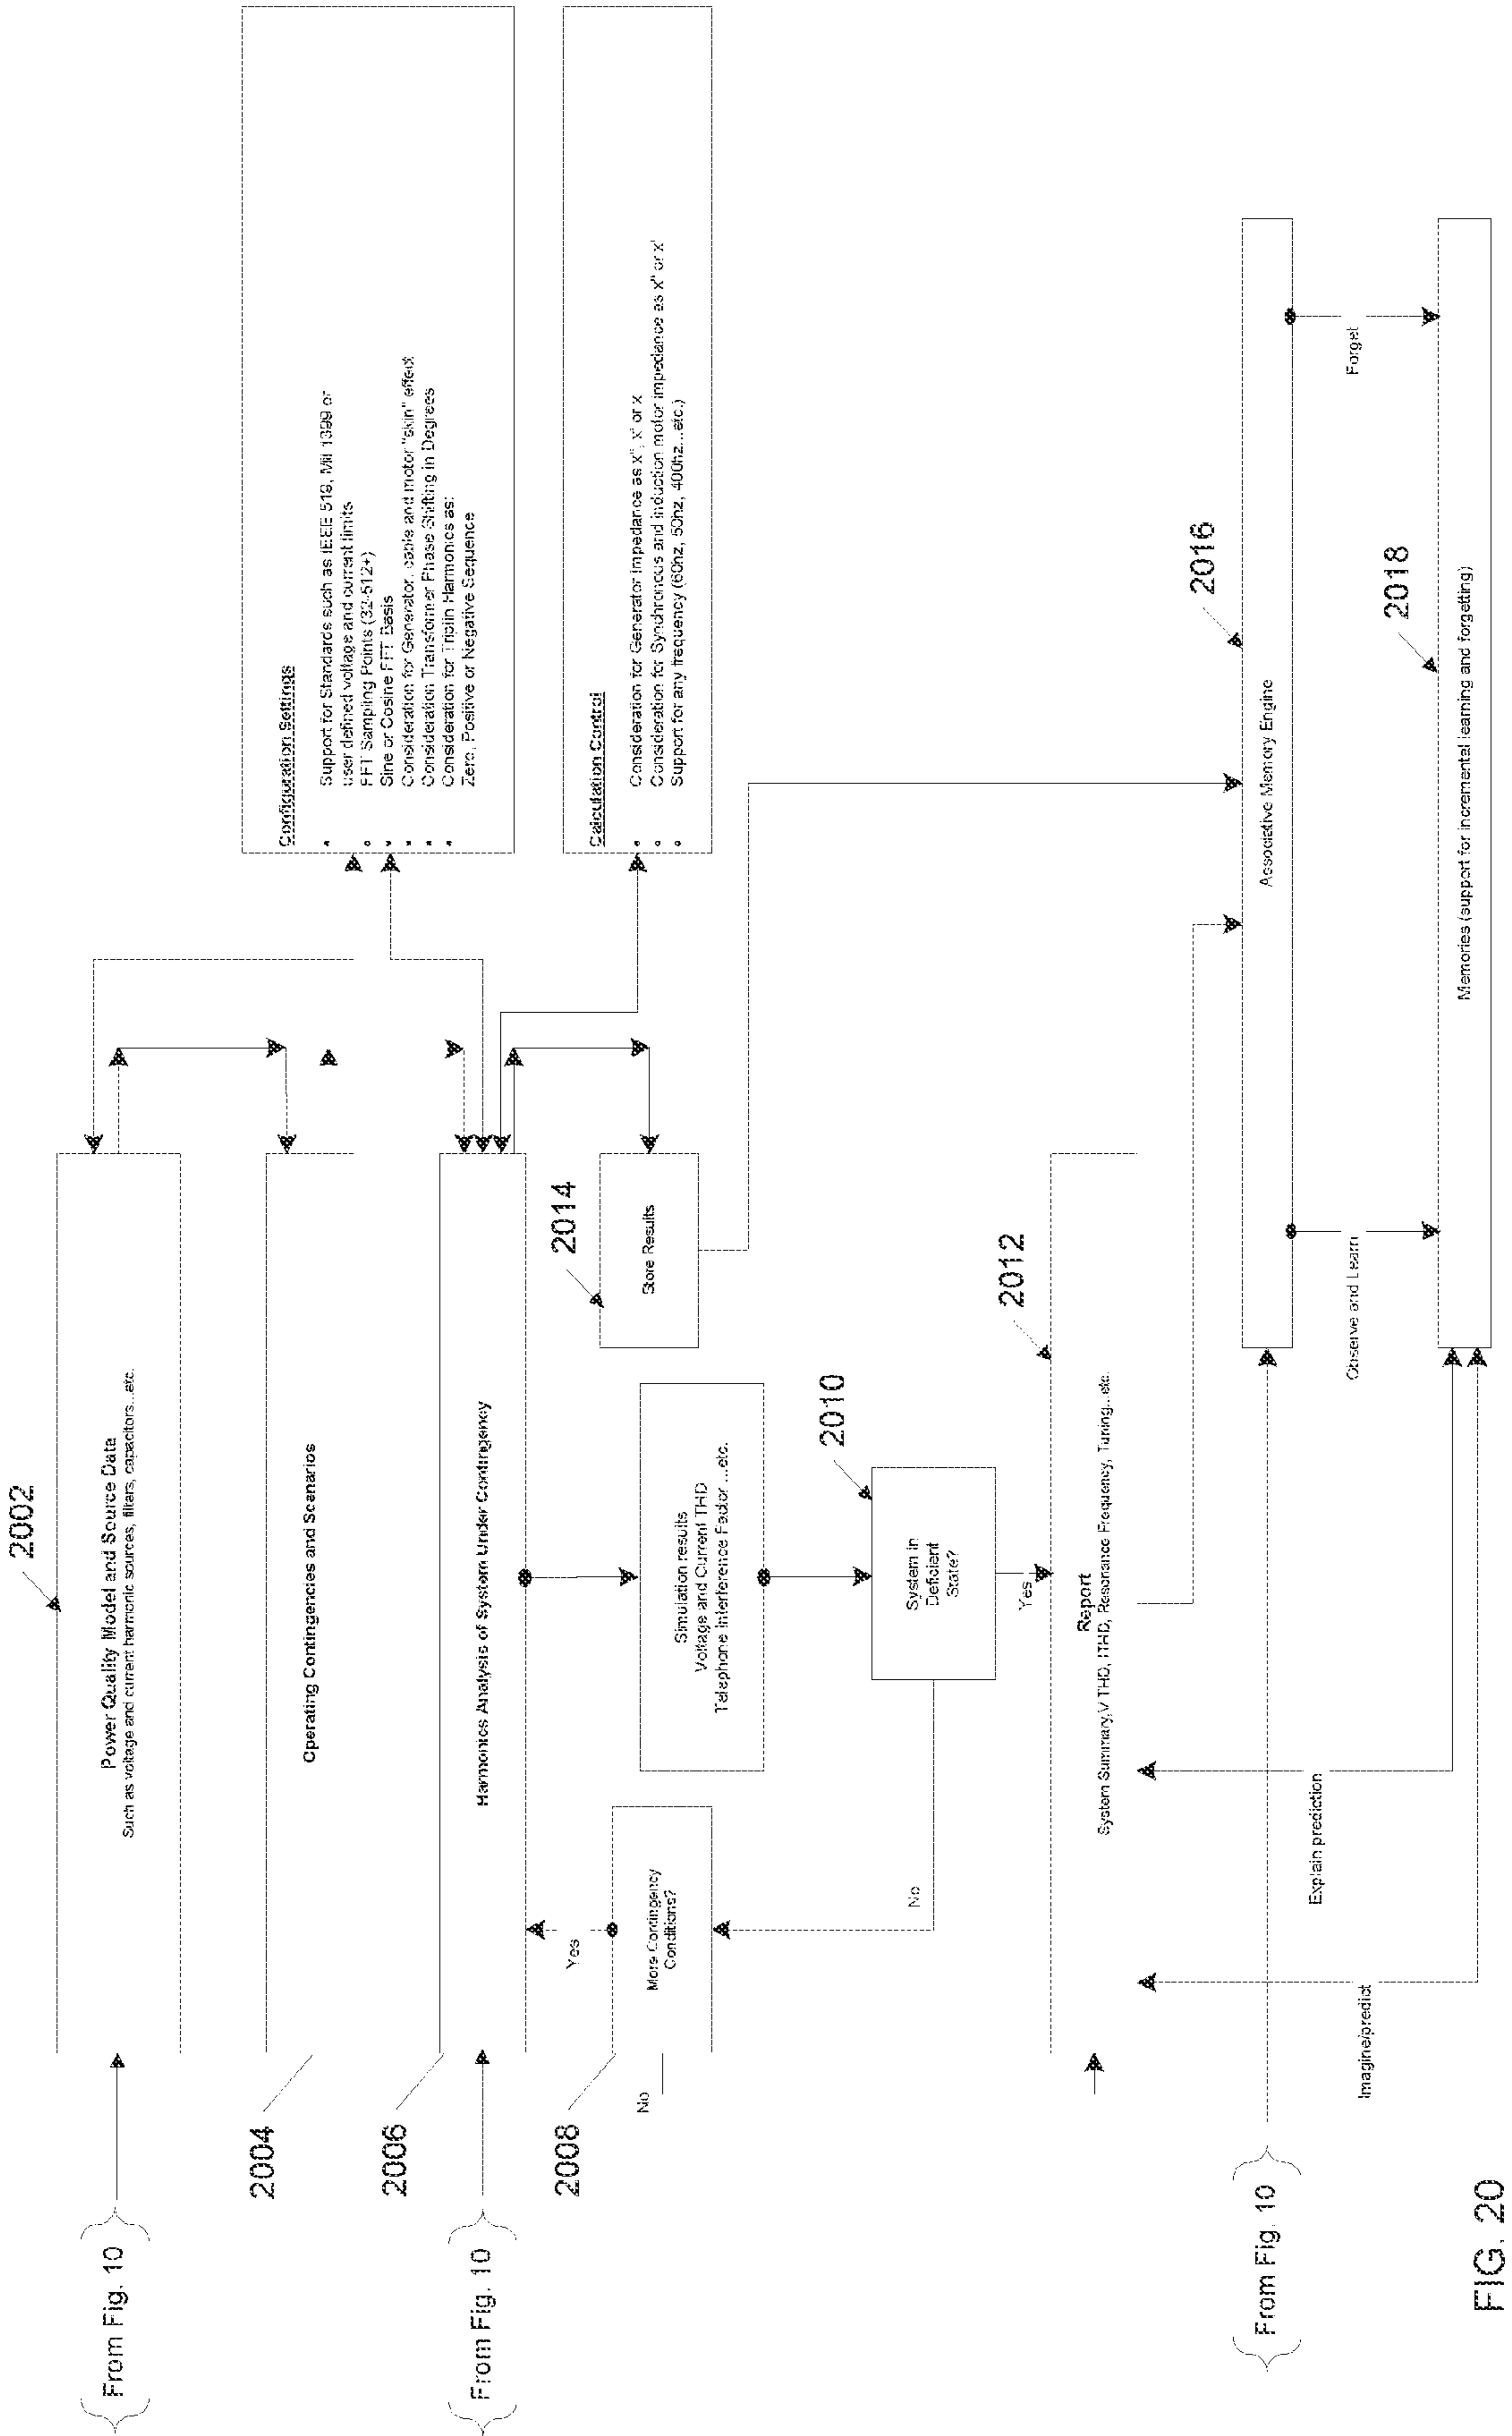 2002
From Fig. 10
Power Quality Model and Source Data
Such as voltage and current harmonic sources, filters, capacitors...etc.
2004
Operating Contingencies and Scenarios
Configuration Settings
Support for Standards such as IEEE 519, Mil 1399 or
user defined voltage and current limits
FFT Sampling Points (32-512+)
Sine or Cosine FFT Basis
Consideration for Generator, cable and motor "skin" effect
Consideration Transformer Phase Shifting in Degrees
Consideration for Triplin Harmonics as:
Zero, Positive or Negative Sequence
2006
From Fig. 10
Harmonics Analysis of System Under Contingency
Calculation Control
Consideration for Generator impedance as x'', x' or x
Consideration for Synchronous and induction motor impedance as x'' or x'
Support for any frequency (60hz, 50hz, 400hz...etc.)
2008
Yes
No
More Contingency
Conditions?
2014
Store Results
Simulation results
Voltage and Current THD
Telephone Interference Factor ...etc.
2010
System in
Deficient
State?
No
Yes
2012
Report
System Summary, V THD, I THD, Resonance Frequency, Tuning...etc.
2016
From Fig. 10
Associative Memory Engine
Imagine/predict
Explain prediction
Observe and Learn
Forget
2018
Memories (support for incremental learning and forgetting)
FIG. 20